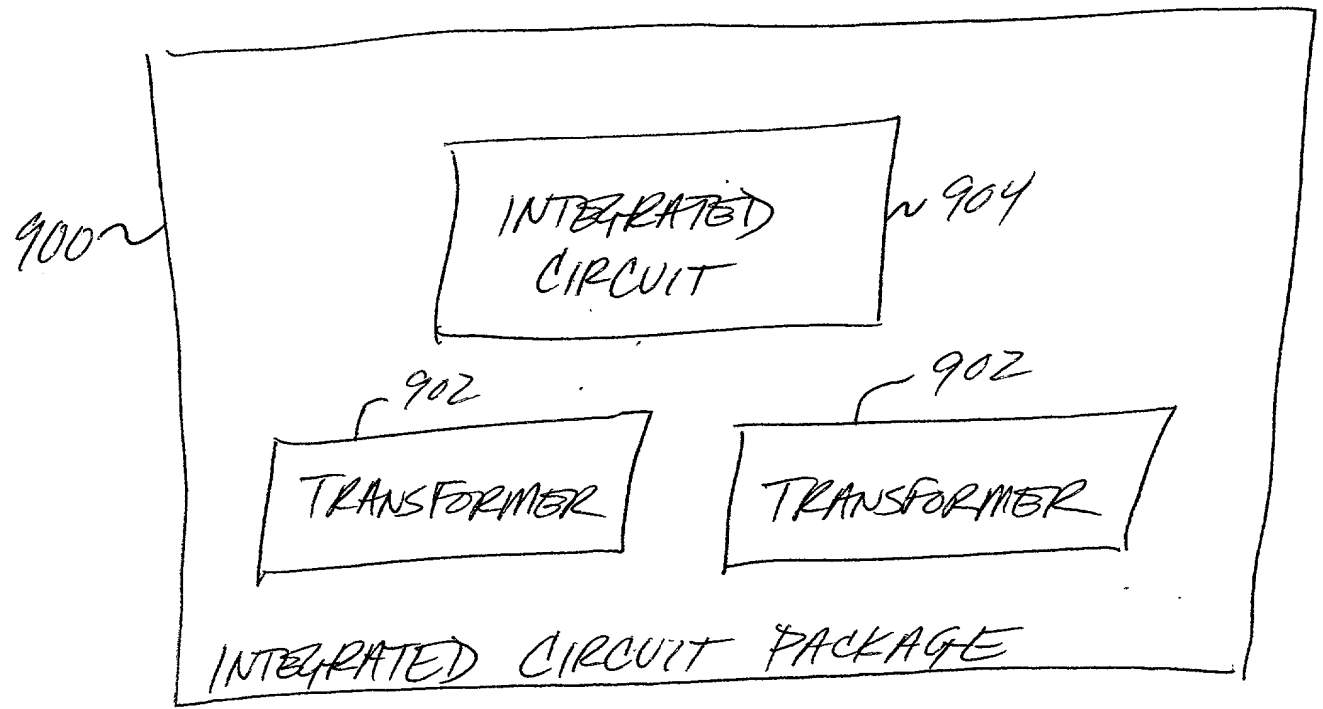 INTEGRATED
CIRCUIT
900
904
902
902
TRANSFORMER
TRANSFORMER
INTEGRATED CIRCUIT PACKAGE